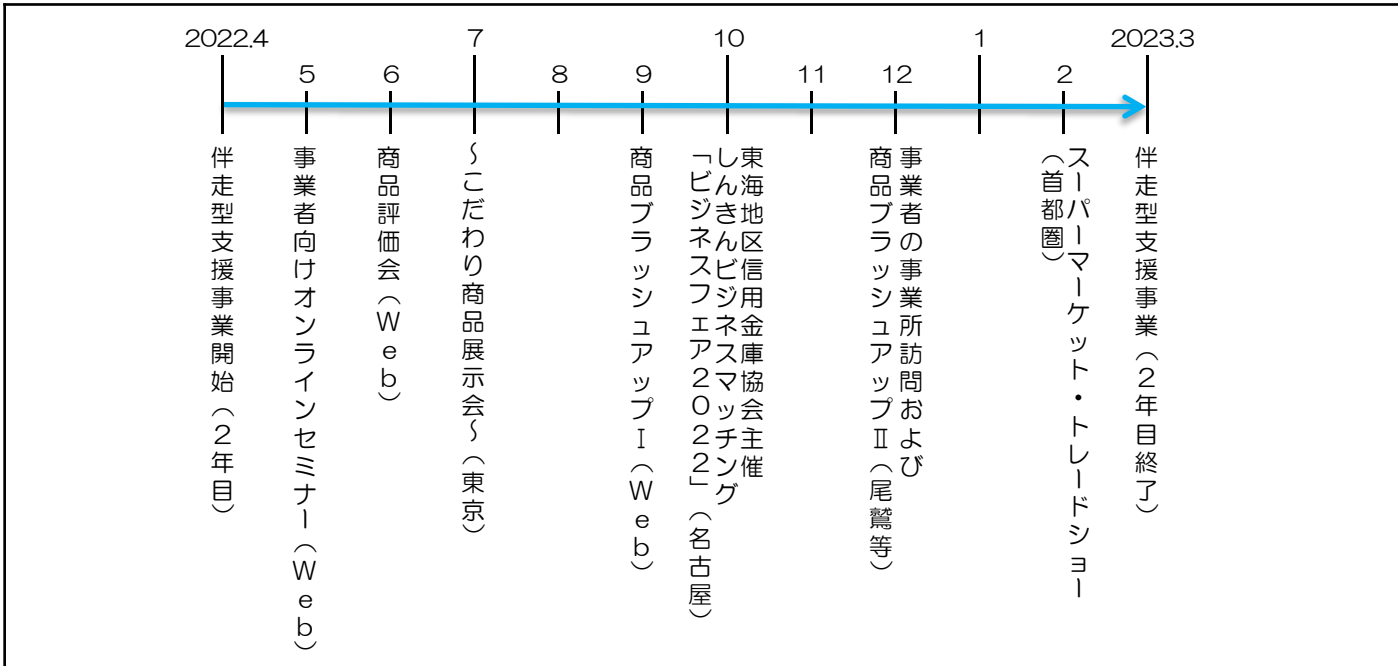 2022.4
5
6
7
8
9
10
11
12
1
2
2023.3
伴走型支援事業開始（２年目）
事業者向けオンラインセミナー（Ｗｅｂ）
商品評価会（Ｗｅｂ）
～こだわり商品展示会～（東京）
商品ブラッシュアップⅠ（Ｗｅｂ）
東海地区信用金庫協会主催
しんきんビジネスマッチング
「ビジネスフェア２０２２」（名古屋）
事業者の事業所訪問および
商品ブラッシュアップⅡ（尾鷲等）
スーパーマーケット・トレードショー
（首都圏）
伴走型支援事業（２年目終了）